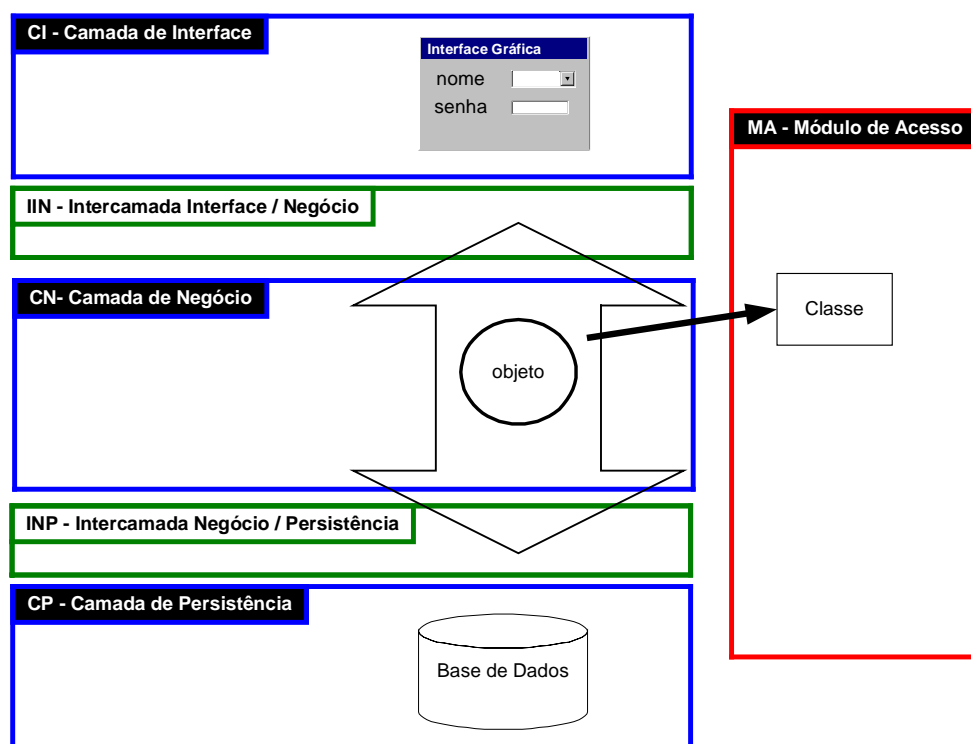 CI - Camada de Interface
Interface Gráfica
nome
senha
MA - Módulo de Acesso
IIN - Intercamada Interface / Negócio
CN- Camada de Negócio
Classe
objeto
INP - Intercamada Negócio / Persistência
CP - Camada de Persistência
Base de Dados